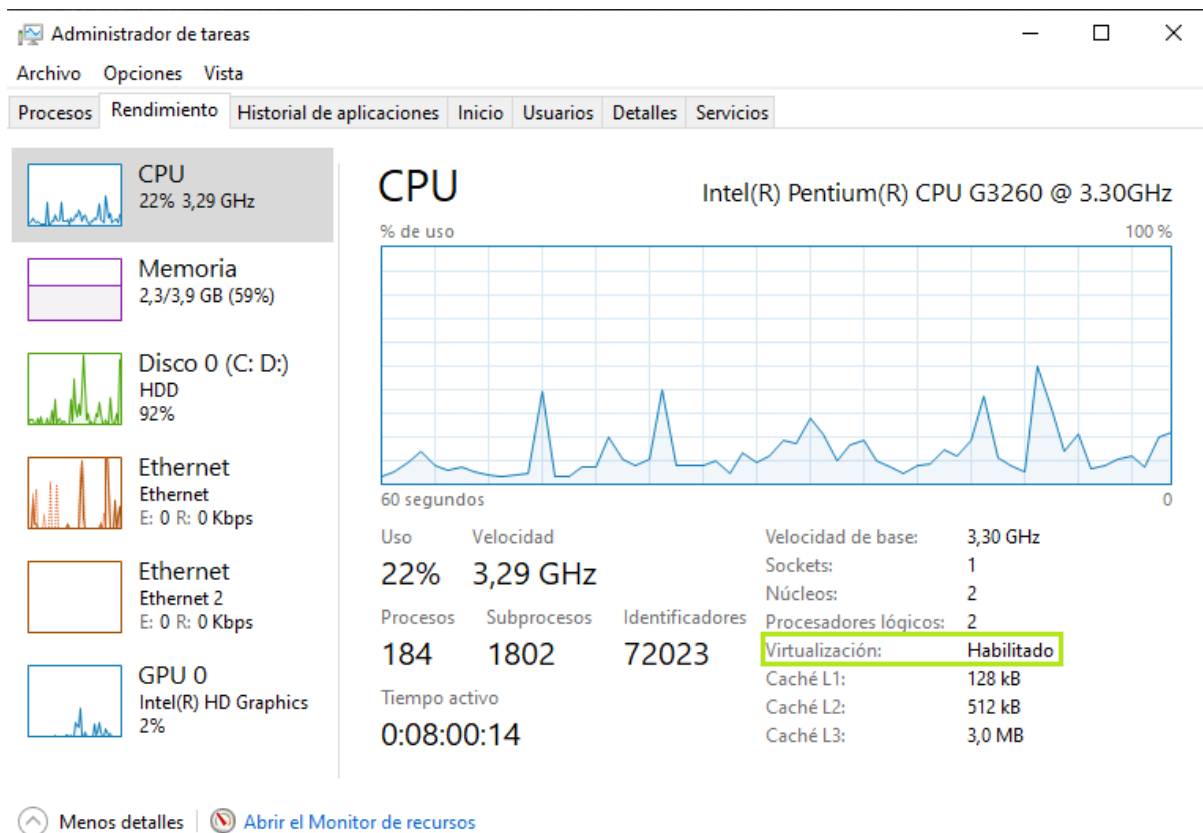 Administrador de tareas
Archivo Opciones Vista
Procesos Rendimiento Historial de aplicaciones Inicio Usuarios Detalles Servicios
CPU
22% 3,29 GHz
Memoria
2,3/3,9 GB (59%)
Disco 0 (C: D:)
HDD
92%
Ethernet
Ethernet
E: 0 R: 0 Kbps
Ethernet
Ethernet 2
E: 0 R: 0 Kbps
GPU 0
Intel(R) HD Graphics
2%
CPU Intel(R) Pentium(R) CPU G3260 @ 3.30GHz
% de uso 100 %
60 segundos 0
Uso Velocidad
22% 3,29 GHz
Procesos Subprocesos Identificadores
184 1802 72023
Tiempo activo
0:08:00:14
Velocidad de base: 3,30 GHz
Sockets: 1
Núcleos: 2
Procesadores lógicos: 2
Virtualización: Habilitado
Caché L1: 128 kB
Caché L2: 512 kB
Caché L3: 3,0 MB
Menos detalles Abrir el Monitor de recursos